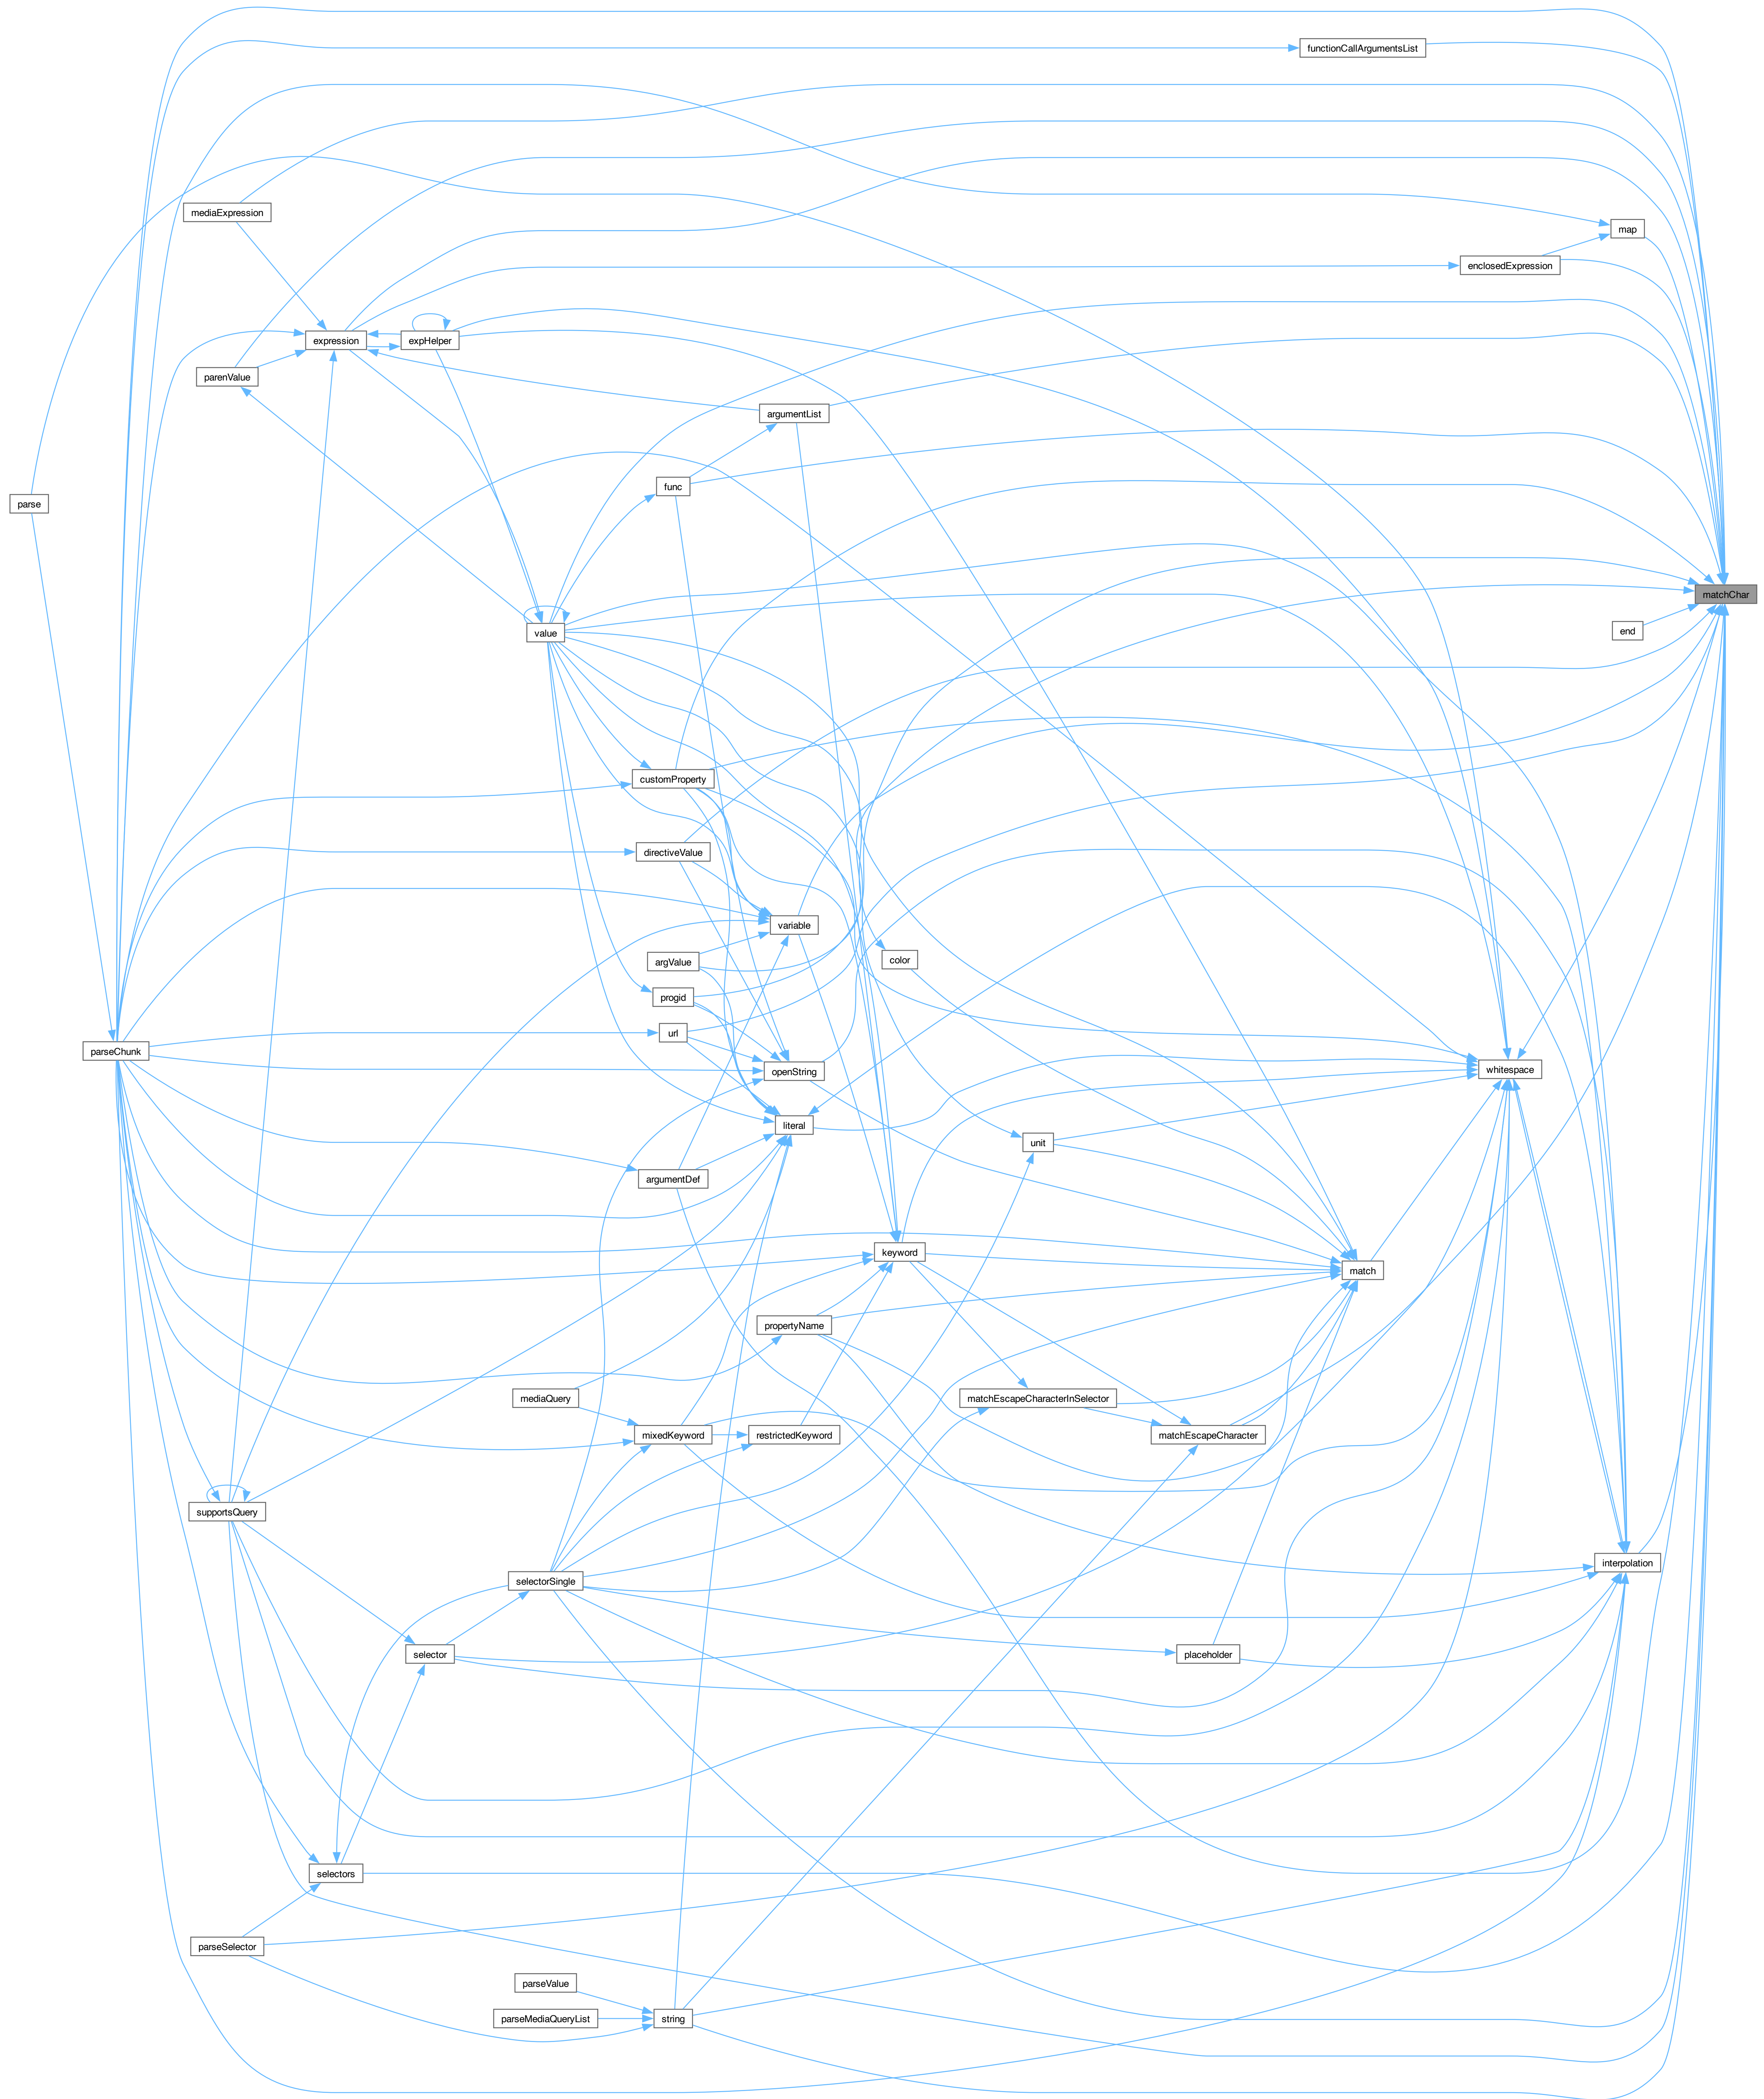 functionCallArgumentsList
mediaExpression
map
enclosedExpression
expression
expHelper
parenValue
argumentList
func
parse
matchChar
end
value
customProperty
directiveValue
variable
argValue
color
progid
url
parseChunk
openString
whitespace
literal
unit
argumentDef
keyword
match
propertyName
mediaQuery
matchEscapeCharacterInSelector
mixedKeyword
restrictedKeyword
matchEscapeCharacter
supportsQuery
interpolation
selectorSingle
selector
placeholder
selectors
parseSelector
parseValue
parseMediaQueryList
string